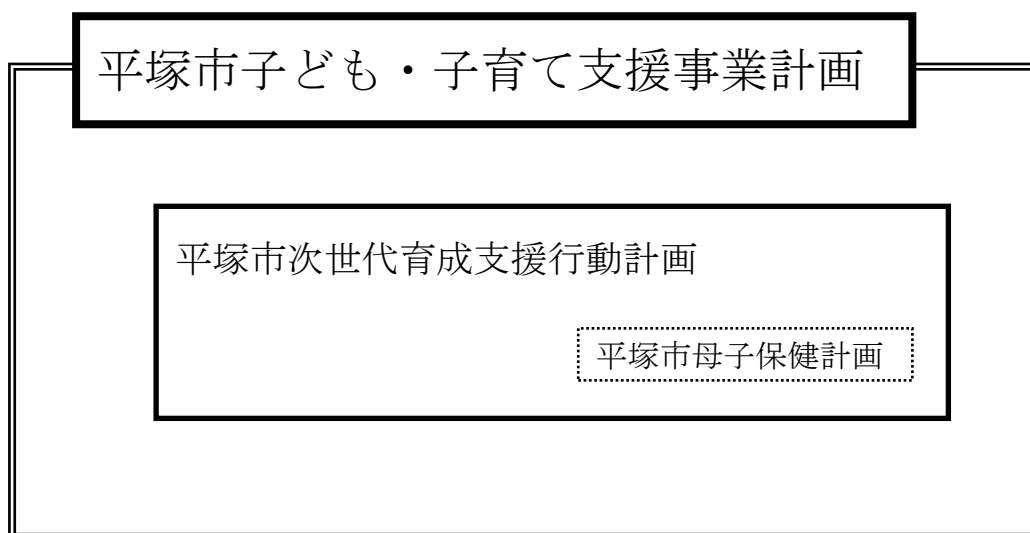 平塚市子ども・子育て支援事業計画
平塚市次世代育成支援行動計画
平塚市母子保健計画